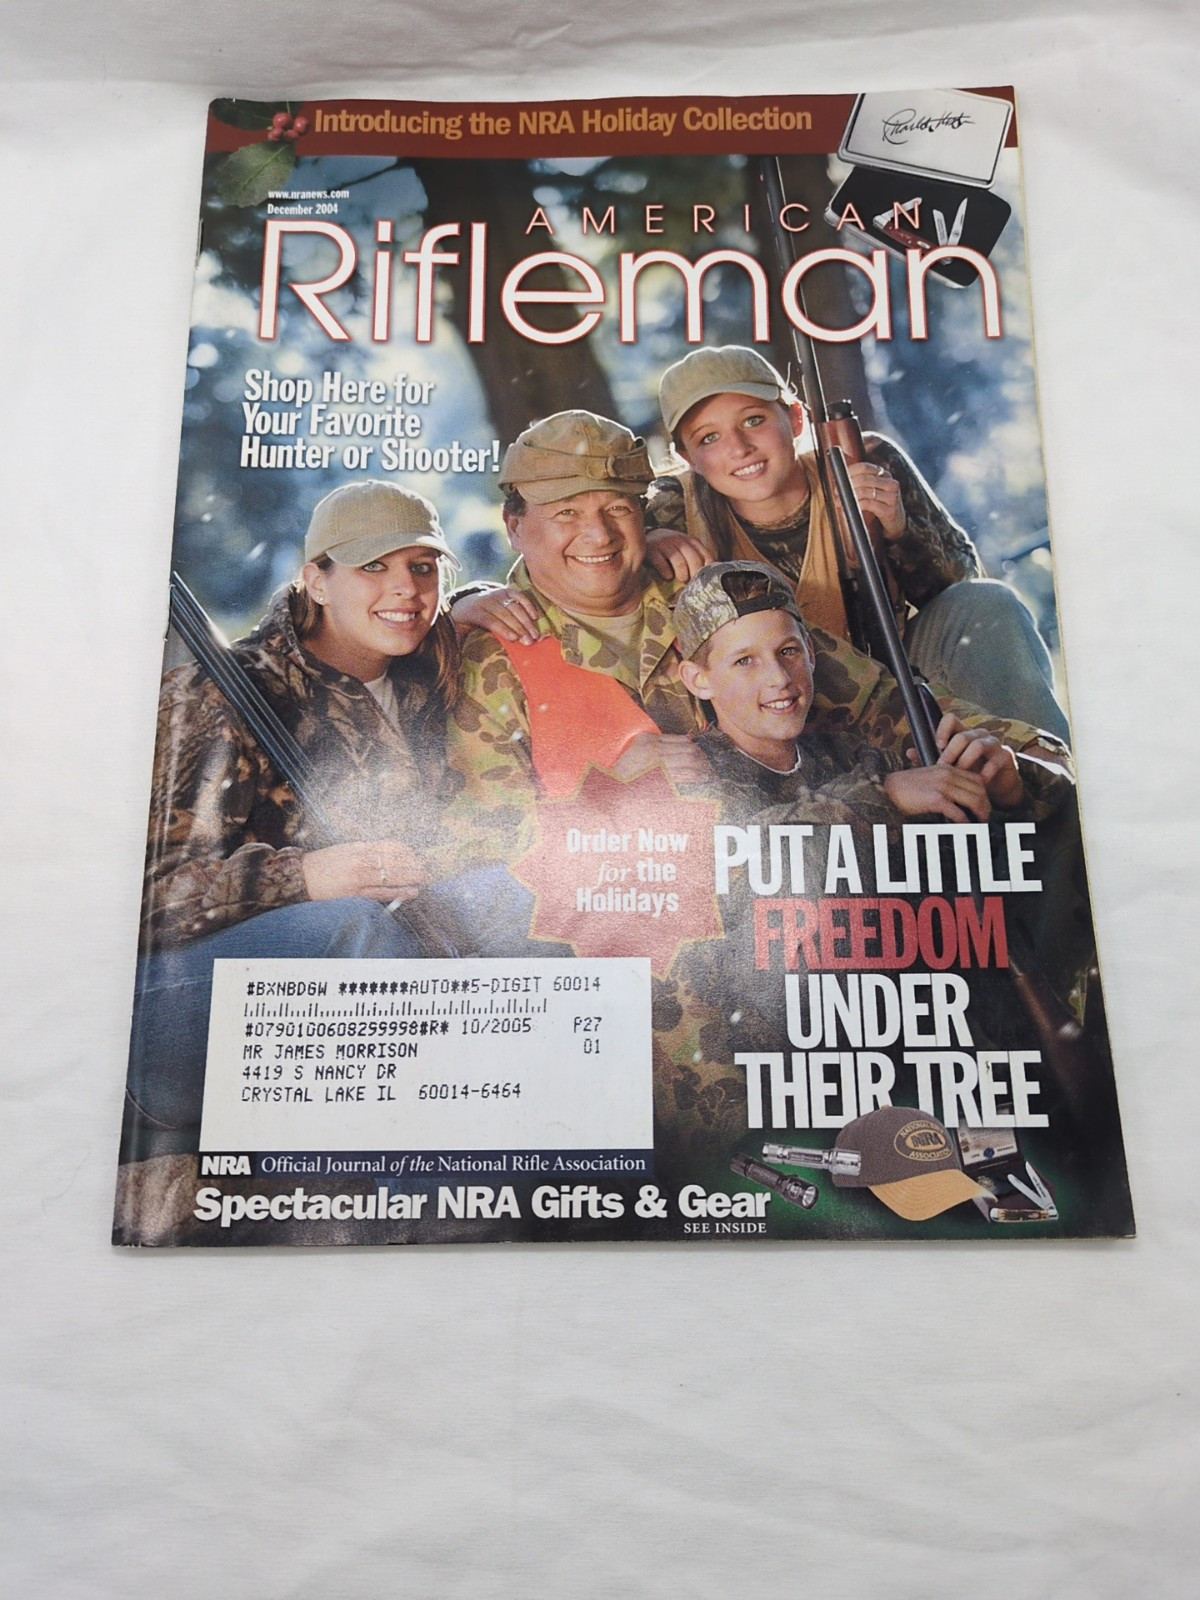 Introducing the NRA Holiday Collection
www.nranews.com
December 2004
AMERICAN
Rifleman
Shop Here for
Your Favorite
Hunter or Shooter!
Order Now
for the
Holidays
PUT A LITTLE
FREEDOM
UNDER
THEIR TREE
#BXNBDGW *******AUTO**5-DIGIT 60014
#0790100608299998#R* 10/2005 P27
MR JAMES MORRISON 01
4419 S NANCY DR
CRYSTAL LAKE IL 60014-6464
NRA Official Journal of the National Rifle Association
Spectacular NRA Gifts & Gear
SEE INSIDE
NRA
ASSOCIATION